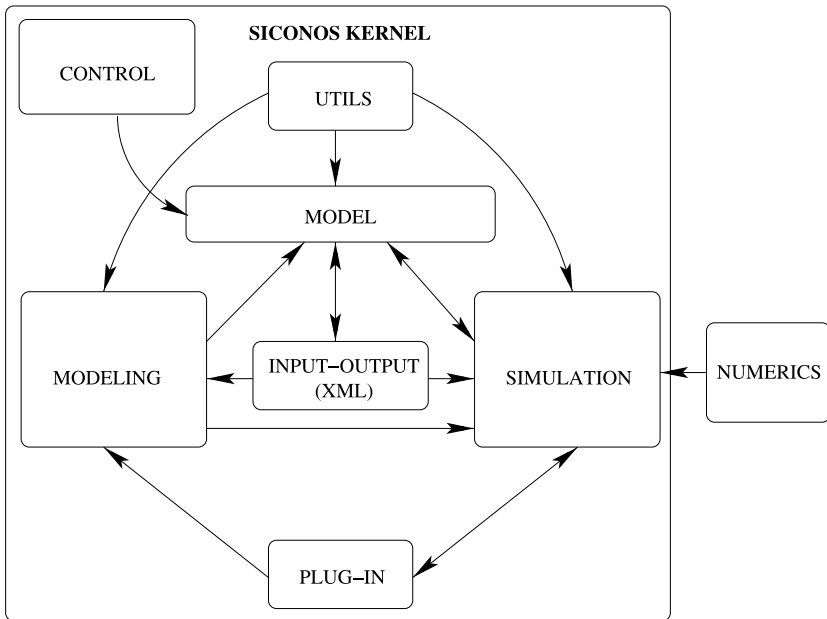 SICONOS KERNEL
CONTROL
UTILS
MODEL
MODELING
INPUT−OUTPUT
(XML)
SIMULATION
NUMERICS
PLUG−IN